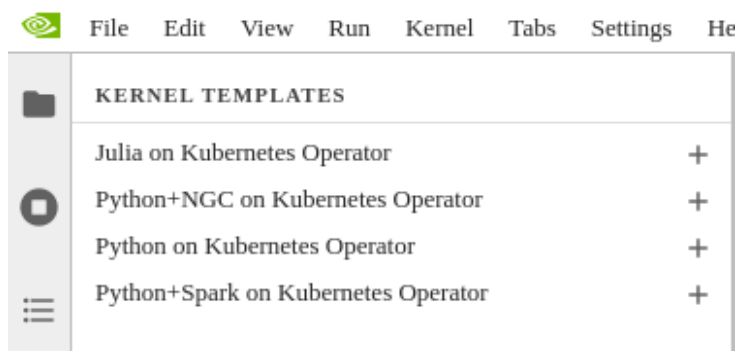 File Edit View Run Kernel Tabs Settings He
KERNEL TEMPLATES
Julia on Kubernetes Operator
Python+NGC on Kubernetes Operator
Python on Kubernetes Operator
Python+Spark on Kubernetes Operator